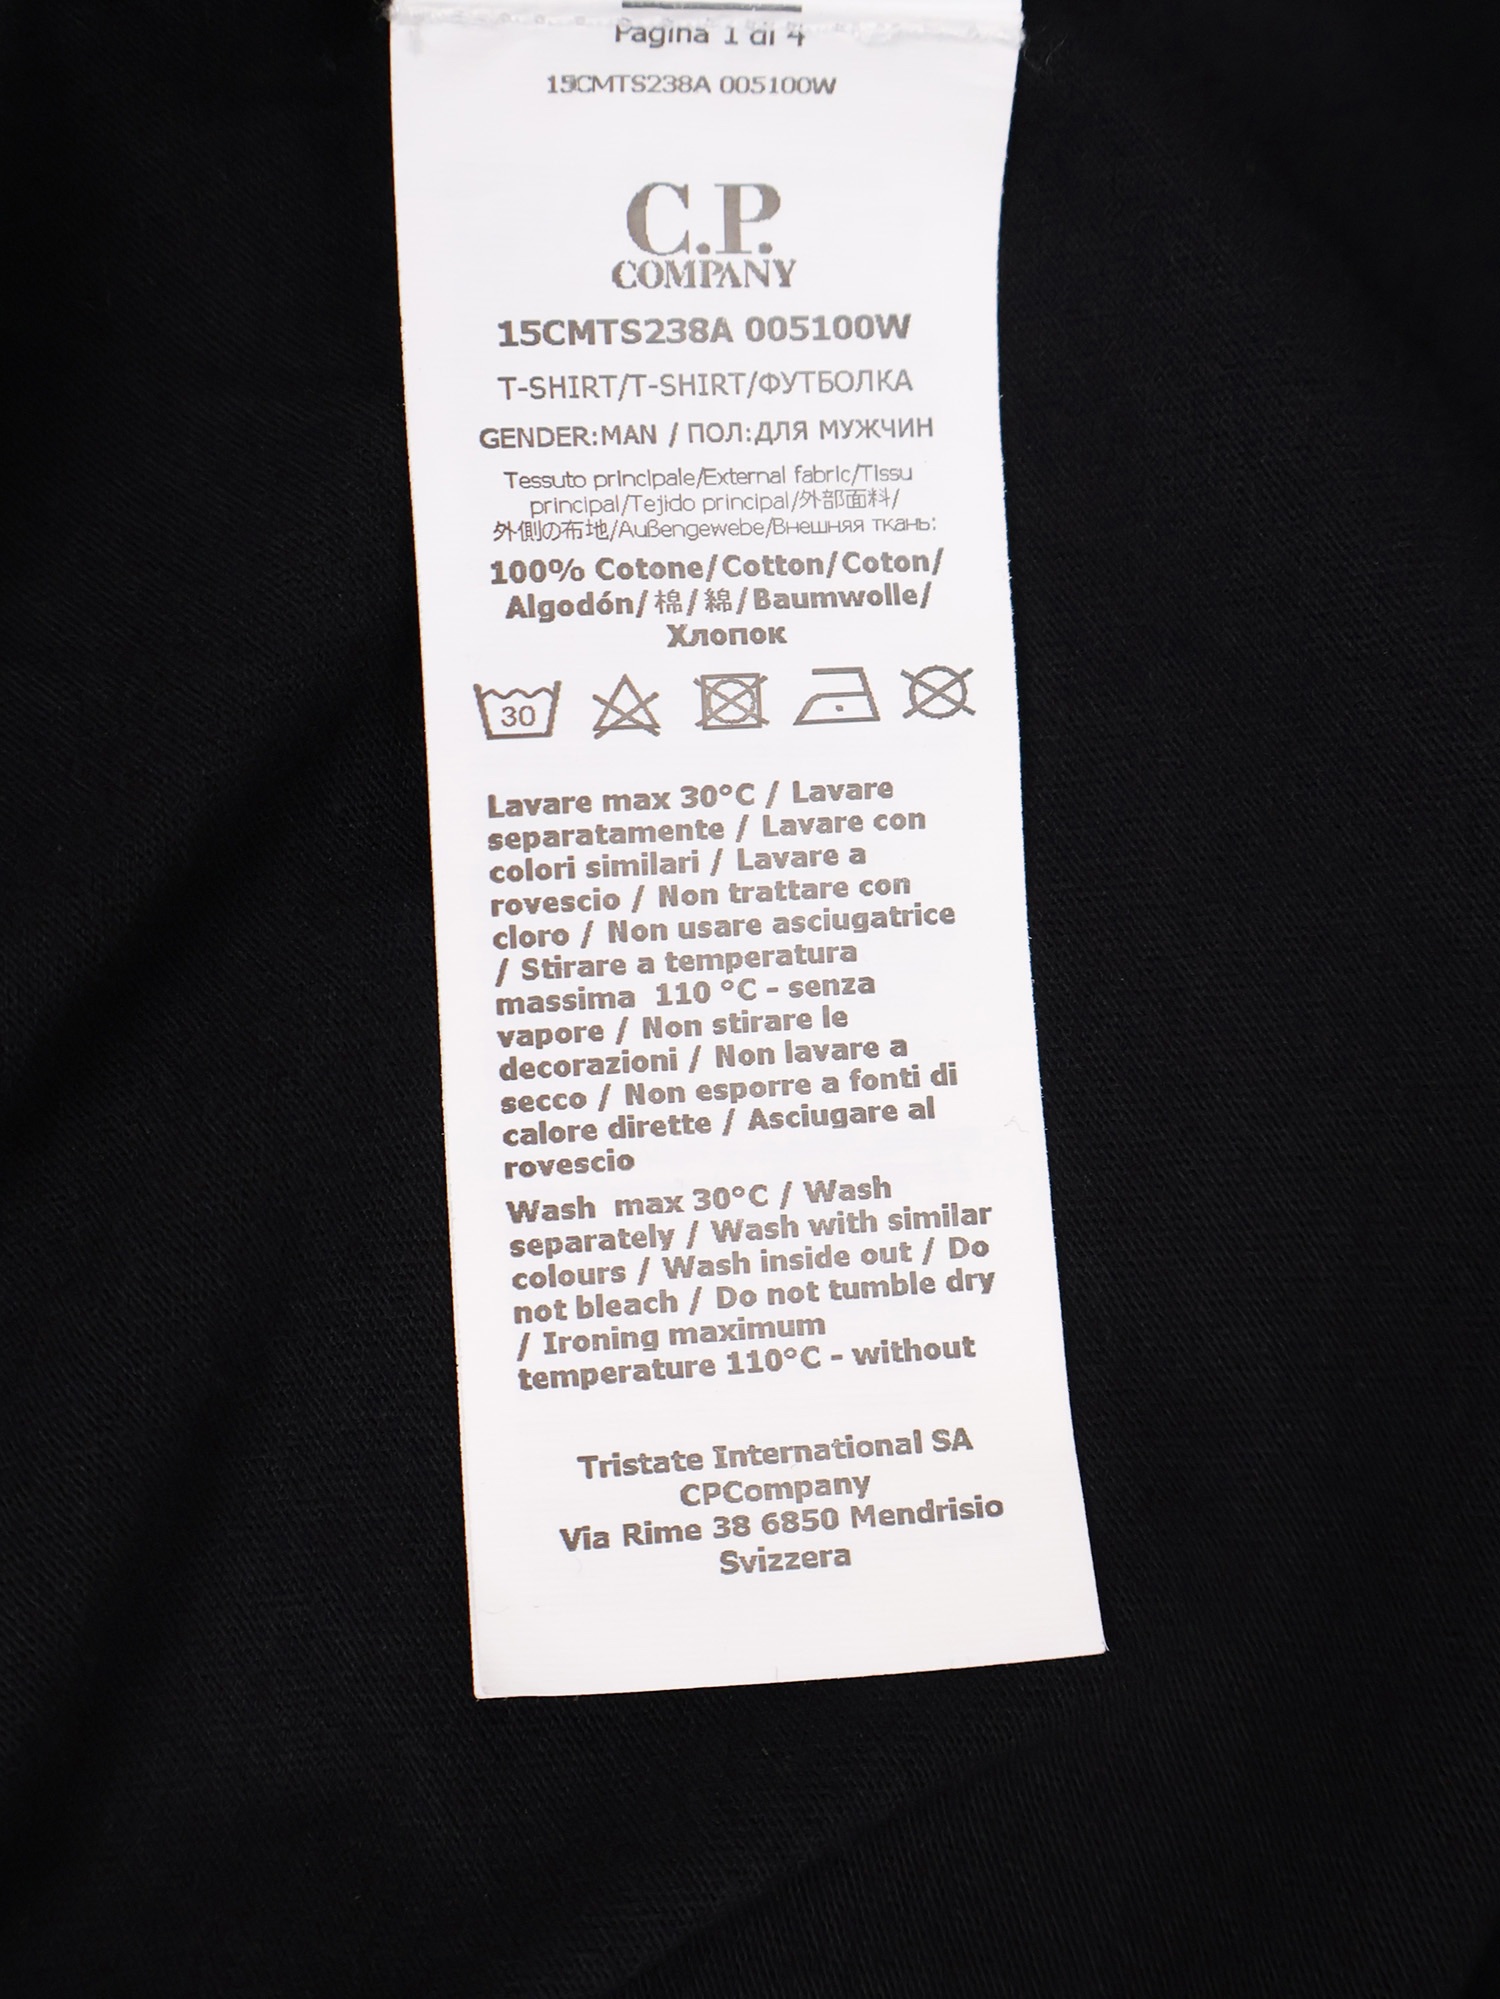 Pagina 1 di 4
15CMTS238A 005100W
C.P.
COMPANY
15CMTS238A 005100W
T-SHIRT/T-SHIRT/ФУТБОЛКА
GENDER:MAN / ПОЛ:ДЛЯ МУЖЧИН
Tessuto principale/External fabric/Tissu
principal/Tejido principal/外部面料/
外側の布地/Außengewebe/Внешняя ткань:
100% Cotone/Cotton/Coton/
Algodón/棉/綿/Baumwolle/
Хлопок
30
Lavare max 30°C / Lavare
separatamente / Lavare con
colori similari / Lavare a
rovescio / Non trattare con
cloro / Non usare asciugatrice
/ Stirare a temperatura
massima 110 °C - senza
vapore / Non stirare le
decorazioni / Non lavare a
secco / Non esporre a fonti di
calore dirette / Asciugare al
rovescio
Wash max 30°C / Wash
separately / Wash with similar
colours / Wash inside out / Do
not bleach / Do not tumble dry
/ Ironing maximum
temperature 110°C - without
Tristate International SA
CPCompany
Via Rime 38 6850 Mendrisio
Svizzera